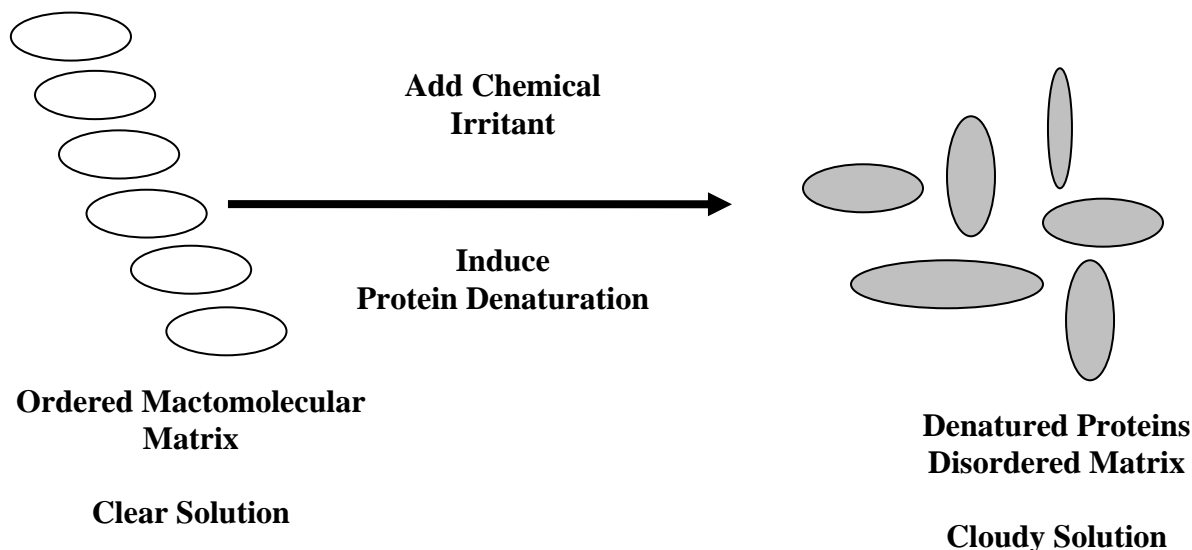 Add Chemical
Irritant
Induce
Protein Denaturation
Ordered Mactomolecular
Matrix
Clear Solution
Denatured Proteins
Disordered Matrix
Cloudy Solution